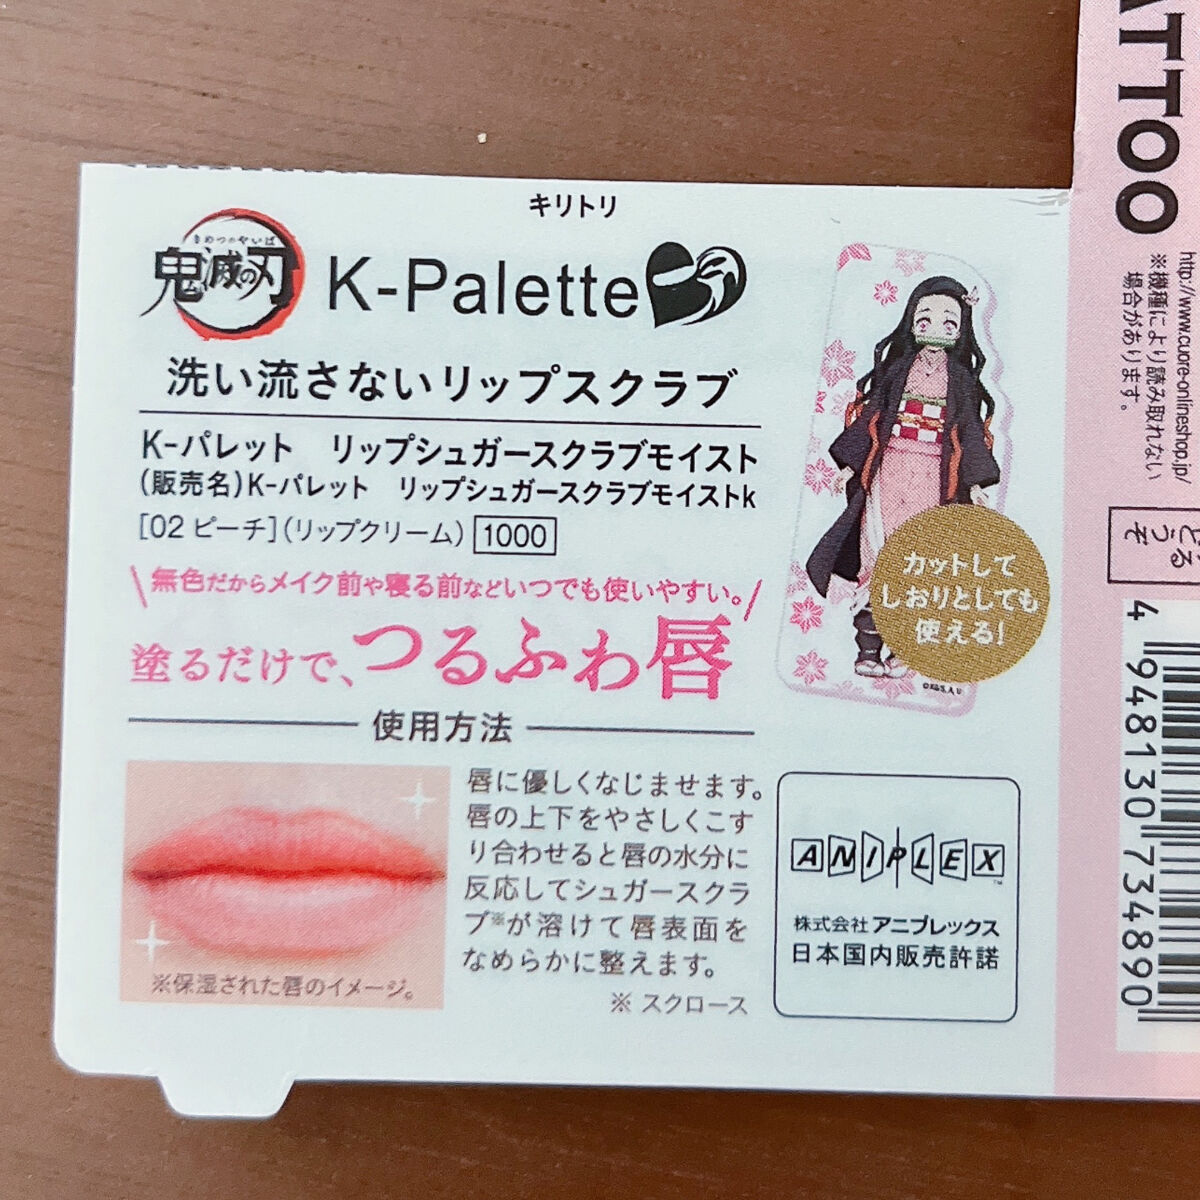 キリトリ
きめつのやいば
鬼滅の刃
K-Palette
洗い流さないリップスクラブ
K-パレット リップシュガースクラブモイスト
(販売名)K-パレット リップシュガースクラブモイストk
[02 ピーチ](リップクリーム) 1000
無色だからメイク前や寝る前などいつでも使いやすい。
塗るだけで、つるふわ唇
使用方法
唇に優しくなじませます。
唇の上下をやさしくこす
り合わせると唇の水分に
反応してシュガースクラ
ブ※が溶けて唇表面を
なめらかに整えます。
※ スクロース
※保湿された唇のイメージ。
カットして
しおりとしても
使える!
ANIPLEX
株式会社 アニプレックス
日本国内販売許諾
ATTOO
http://www.cuore-onlineshop.jp/
※機種により読み取れない
場合があります。
4 948130 734890